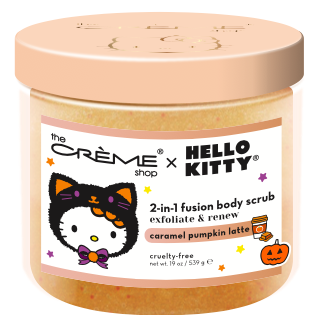 the
CRÈME®
shop
×
HELLO
KITTY®
2-in-1 fusion body scrub
exfoliate & renew
caramel pumpkin latte
cruelty-free
net wt. 19 oz / 539 g ℮